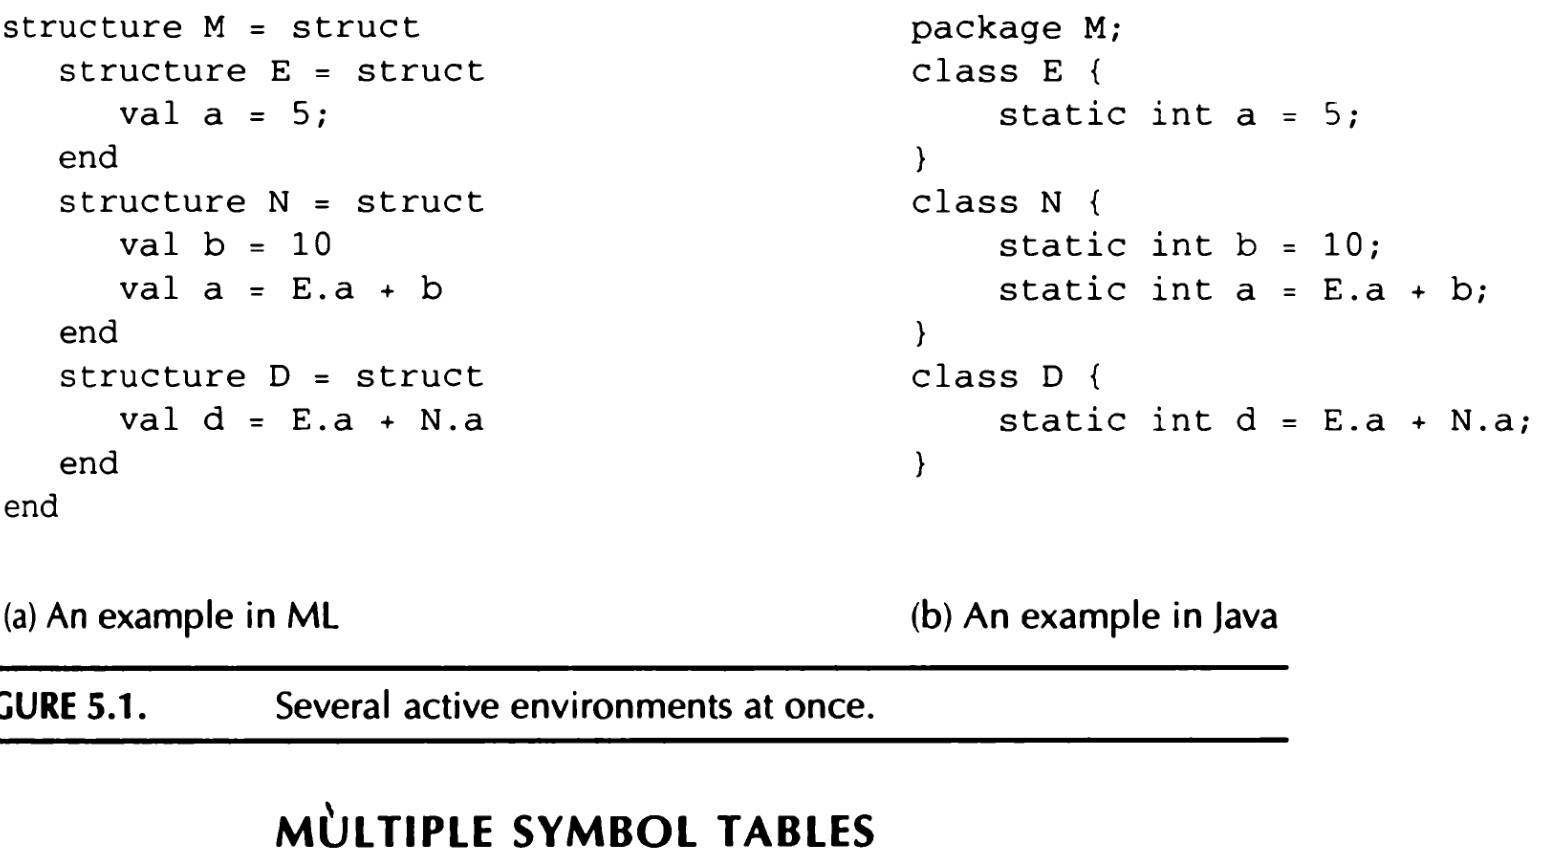 structure M = struct
structure E = struct
val a = 5;
end
structure N = struct
val b = 10
val a = E.a + b
end
structure D = struct
val d = E.a + N.a
end
end
(a) An example in ML
package M;
class E {
static int a = 5;
}
class N {
static int b = 10;
static int a = E.a + b;
}
class D {
static int d = E.a + N.a;
}
(b) An example in Java
GURE 5.1. Several active environments at once.
MÙLTIPLE SYMBOL TABLES